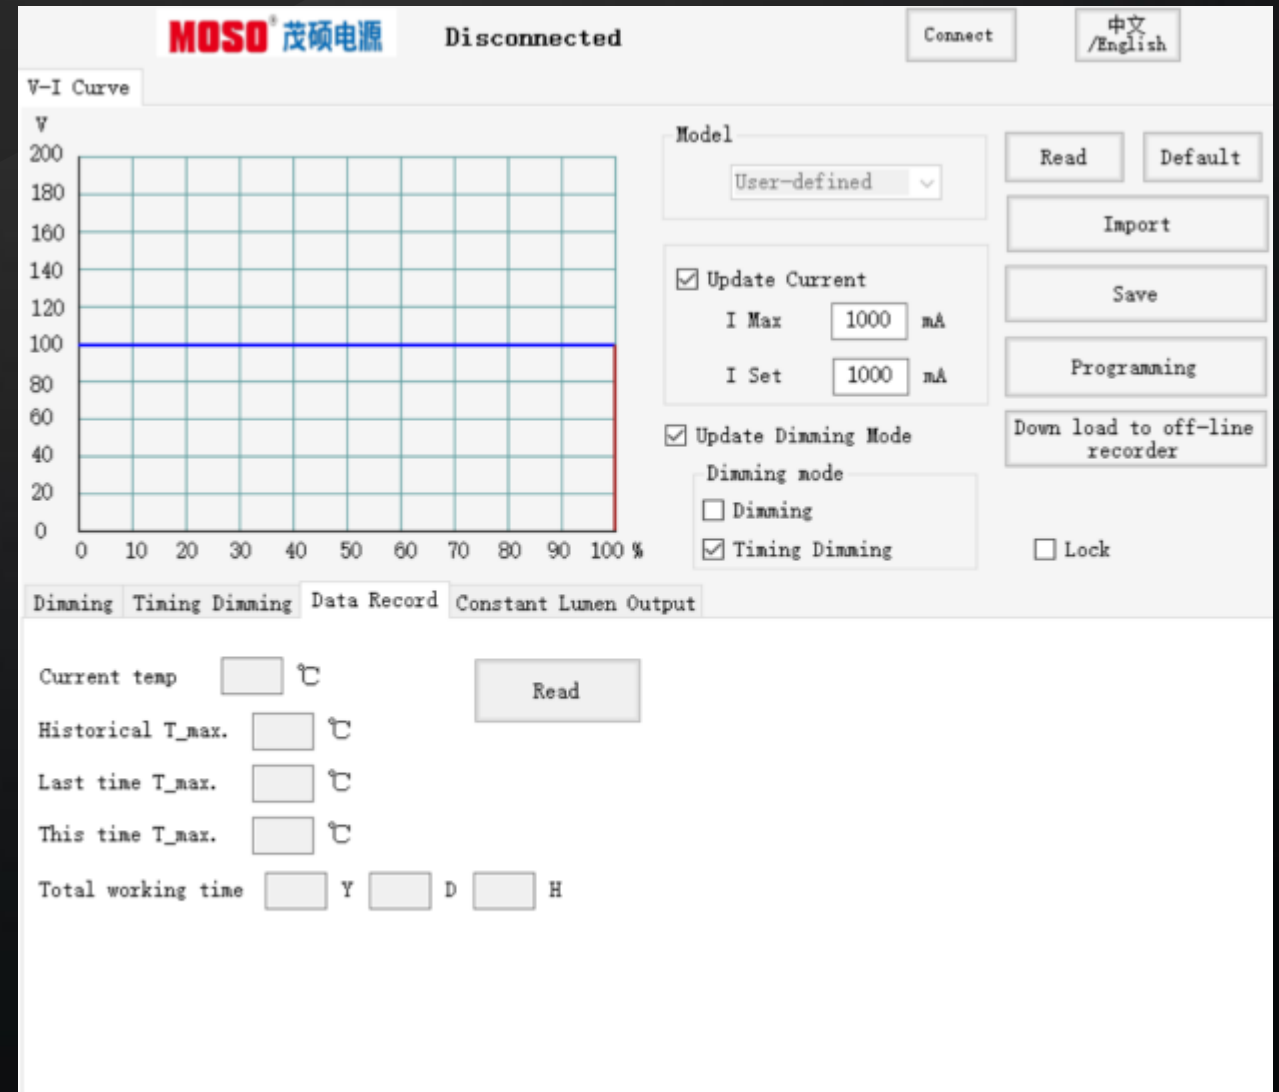 MOSO® 茂硕电源 Disconnected Connect 中文
/English
V-I Curve
V
200
180
160
140
120
100
80
60
40
20
0
0 10 20 30 40 50 60 70 80 90 100 %
Model
User-defined
Update Current
I Max 1000 mA
I Set 1000 mA
Update Dimming Mode
Dimming mode
Dimming
Timing Dimming
Read Default
Import
Save
Programming
Down load to off-line
recorder
Lock
Dimming Timing Dimming Data Record Constant Lumen Output
Current temp ℃ Read
Historical T_max. ℃
Last time T_max. ℃
This time T_max. ℃
Total working time Y D H